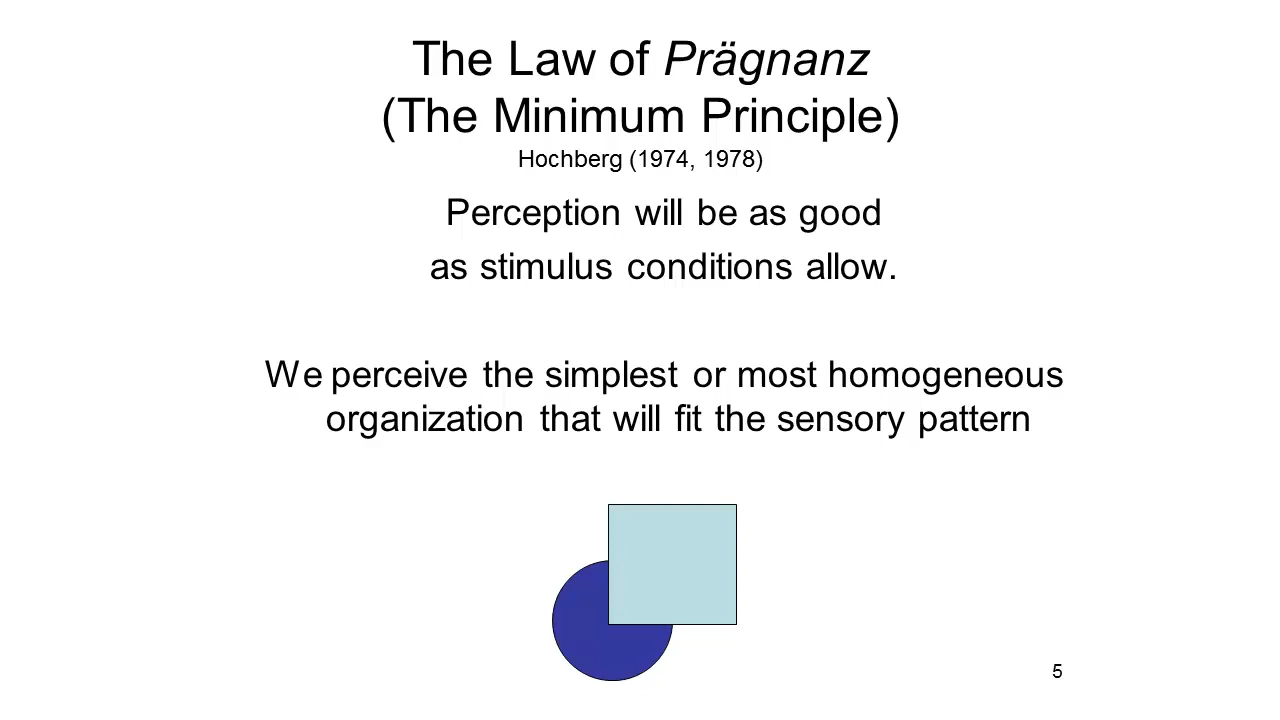 The Law of Prägnanz
(The Minimum Principle)
Hochberg (1974, 1978)
Perception will be as good
as stimulus conditions allow.
We perceive the simplest or most homogeneous
organization that will fit the sensory pattern
5